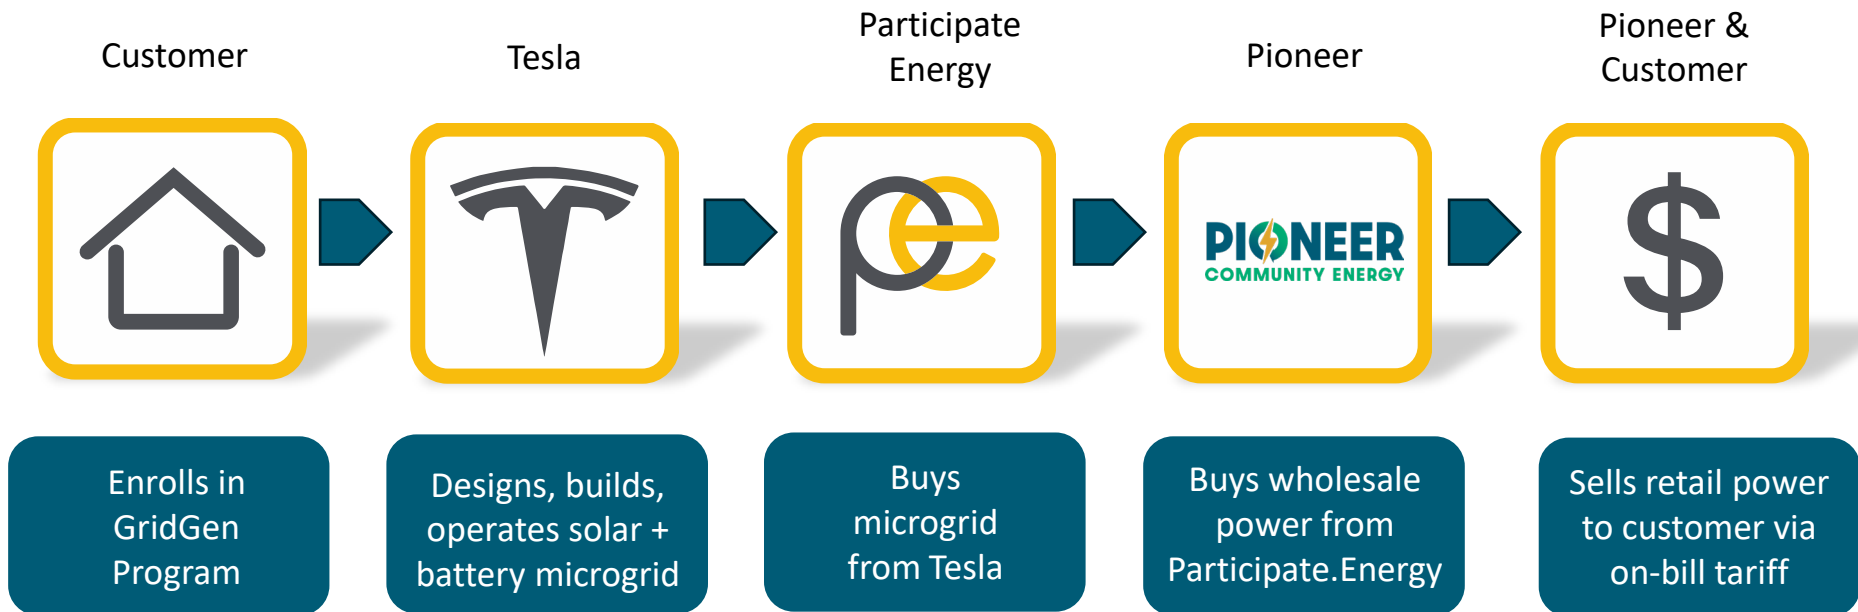 Customer
Tesla
Participate
Energy
Pioneer
Pioneer &
Customer
pe
PIONEER
COMMUNITY ENERGY
$
Enrolls in
GridGen
Program
Designs, builds,
operates solar +
battery microgrid
Buys
microgrid
from Tesla
Buys wholesale
power from
Participate.Energy
Sells retail power
to customer via
on-bill tariff